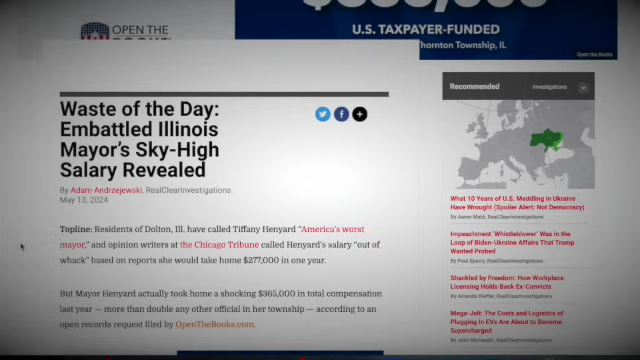 OPEN THE
U.S. TAXPAYER-FUNDED
Thornton Township, IL
Open the Books
Waste of the Day:
Embattled Illinois
Mayor's Sky-High
Salary Revealed
By Adam Andrzejewski, RealClearInvestigations
May 13, 2024
Topline: Residents of Dolton, Ill. have called Tiffany Henyard "America's worst
mayor," and opinion writers at the Chicago Tribune called Henyard's salary "out of
whack" based on reports she would take home $277,000 in one year.
But Mayor Henyard actually took home a shocking $365,000 in total compensation
last year — more than double any other official in her township — according to an
open records request filed by OpenTheBooks.com.
Recommended
Investigations
What 10 Years of U.S. Meddling in Ukraine
Have Wrought (Spoiler Alert: Not Democracy)
By Aaron Maté, RealClearInvestigations
Impeachment 'Whistleblower' Was in the
Loop of Biden-Ukraine Affairs That Trump
Wanted Probed
By Paul Sperry, RealClearInvestigations
Shackled by Freedom: How Workplace
Licensing Holds Back Ex-Convicts
RealClearInvestigations
Mega-Jolt: The Costs and Logistics of
Plugging In EVs Are About to Become
Supercharged
RealClearInvestigations